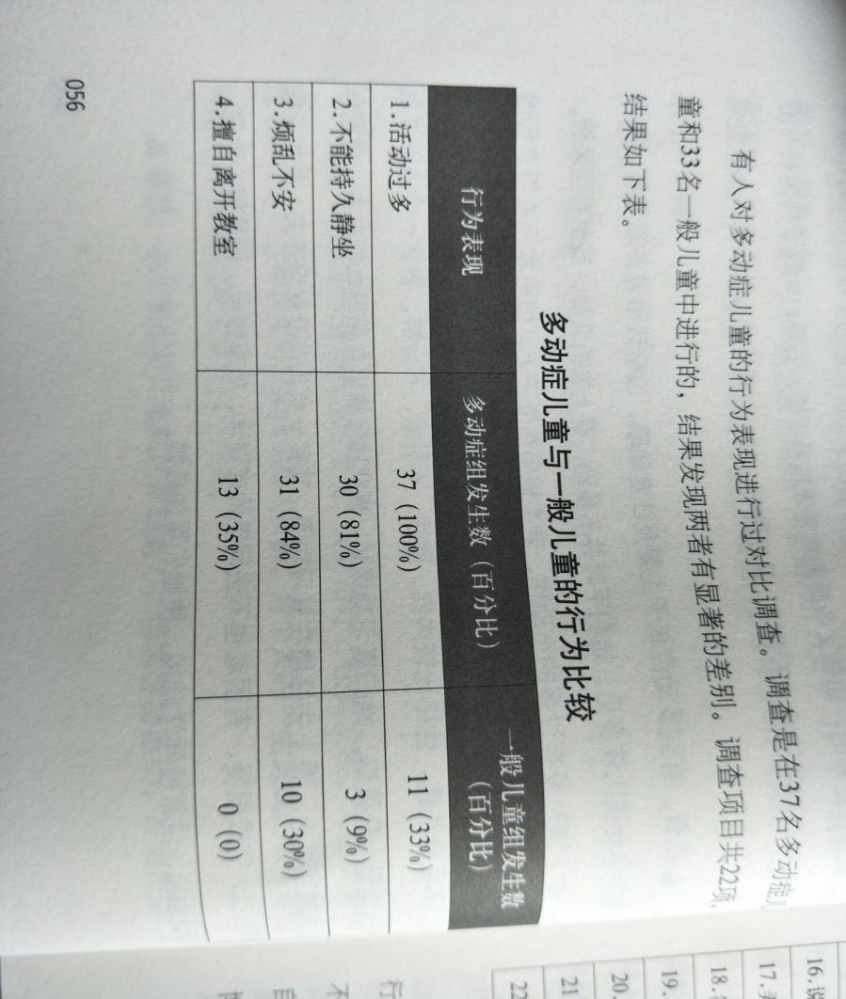 有人对多动症儿童的行为表现进行过对比调查。调查是在37名多动症儿
童和33名一般儿童中进行的，结果发现两者有显著的差别。调查项目共22项，
结果如下表。
多动症儿童与一般儿童的行为比较
行为表现 多动症组发生数（百分比） 一般儿童组发生数（百分比）
1.活动过多 37（100%） 11（33%）
2.不能持久静坐 30（81%） 3（9%）
3.烦乱不安 31（84%） 10（30%）
4.擅自离开教室 13（35%） 0（0）
056
16.说
17.
18.
19.
20.
21
22
行
不
自